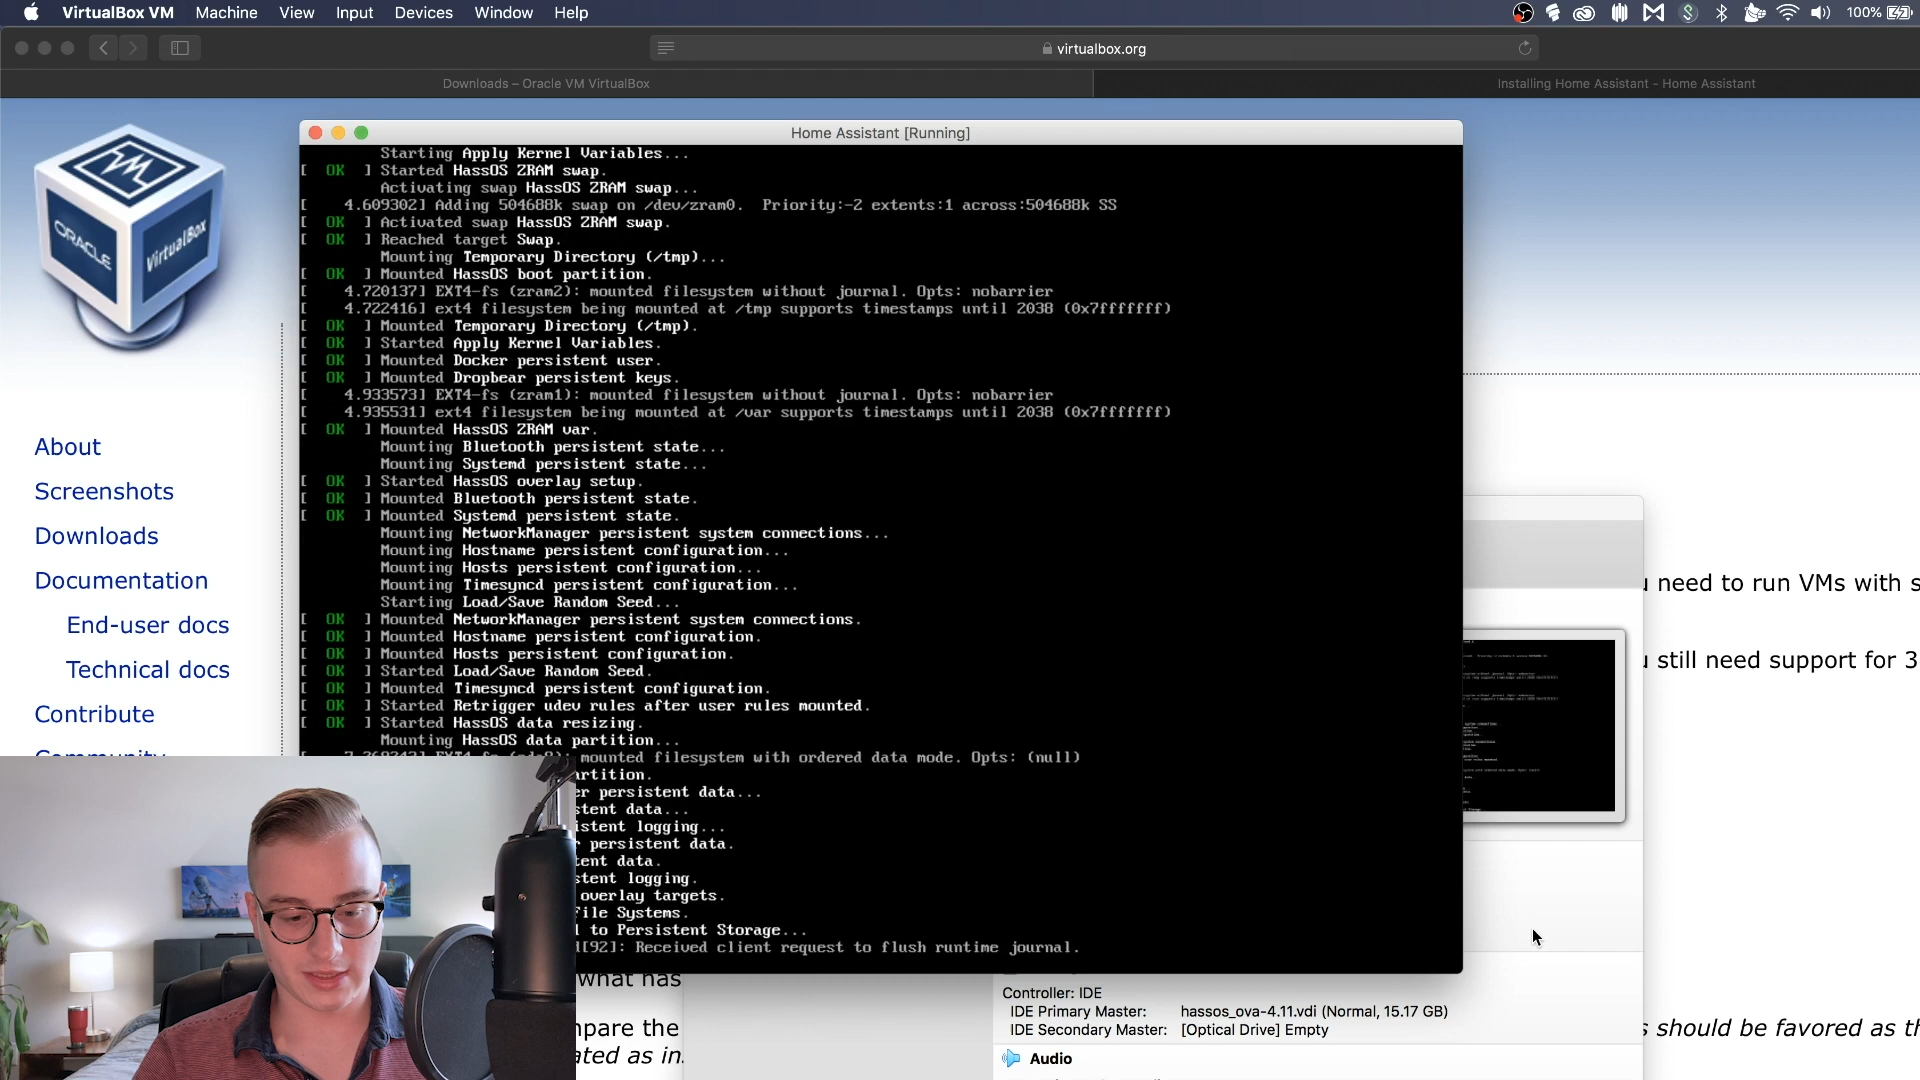 VirtualBox VM Machine View Input Devices Window Help 100%
virtualbox.org
Downloads – Oracle VM VirtualBox
Installing Home Assistant - Home Assistant
ORACLE
VirtualBox
Home Assistant [Running]
Starting Apply Kernel Variables...
[ OK ] Started HassOS ZRAM swap.
Activating swap HassOS ZRAM swap...
[ 4.609302] Adding 504688k swap on /dev/zram0. Priority:-2 extents:1 across:504688k SS
[ OK ] Activated swap HassOS ZRAM swap.
[ OK ] Reached target Swap.
Mounting Temporary Directory (/tmp)...
[ OK ] Mounted HassOS boot partition.
[ 4.720137] EXT4-fs (zram2): mounted filesystem without journal. Opts: nobarrier
[ 4.722416] ext4 filesystem being mounted at /tmp supports timestamps until 2038 (0x7fffffff)
[ OK ] Mounted Temporary Directory (/tmp).
[ OK ] Started Apply Kernel Variables.
[ OK ] Mounted Docker persistent user.
[ OK ] Mounted Dropbear persistent keys.
[ 4.933573] EXT4-fs (zram1): mounted filesystem without journal. Opts: nobarrier
[ 4.935531] ext4 filesystem being mounted at /var supports timestamps until 2038 (0x7fffffff)
[ OK ] Mounted HassOS ZRAM var.
Mounting Bluetooth persistent state...
Mounting Systemd persistent state...
[ OK ] Started HassOS overlay setup.
[ OK ] Mounted Bluetooth persistent state.
[ OK ] Mounted Systemd persistent state.
Mounting NetworkManager persistent system connections...
Mounting Hostname persistent configuration...
Mounting Hosts persistent configuration...
Mounting Timesyncd persistent configuration...
Starting Load/Save Random Seed...
[ OK ] Mounted NetworkManager persistent system connections.
[ OK ] Mounted Hostname persistent configuration.
[ OK ] Mounted Hosts persistent configuration.
[ OK ] Started Load/Save Random Seed.
[ OK ] Mounted Timesyncd persistent configuration.
[ OK ] Started Retrigger udev rules after user rules mounted.
[ OK ] Started HassOS data resizing.
Mounting HassOS data partition...
mounted filesystem with ordered data mode. Opts: (null)
artition.
er persistent data...
stent data...
istent logging...
r persistent data.
tent data.
stent logging.
overlay targets.
File Systems.
l to Persistent Storage...
d[92]: Received client request to flush runtime journal.
About
Screenshots
Downloads
Documentation
End-user docs
Technical docs
Contribute
Community
u need to run VMs with s
u still need support for 3
what has
mpare the
ated as in
s should be favored as th
Controller: IDE
IDE Primary Master: hassos_ova-4.11.vdi (Normal, 15.17 GB)
IDE Secondary Master: [Optical Drive] Empty
Audio